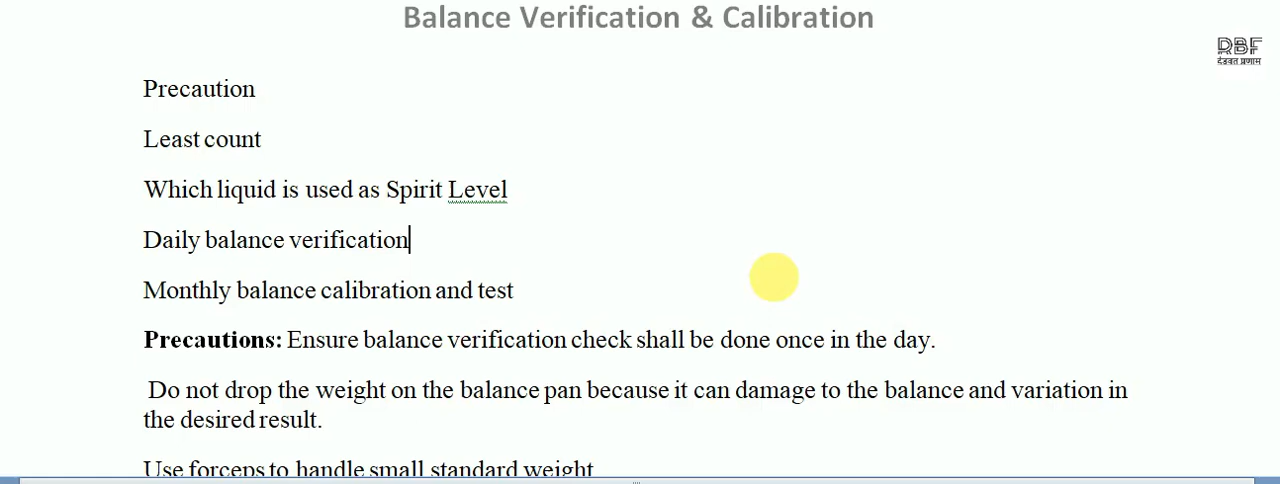 Balance Verification & Calibration
DBF
दंडवत प्रणाम
Precaution
Least count
Which liquid is used as Spirit Level
Daily balance verification
Monthly balance calibration and test
Precautions: Ensure balance verification check shall be done once in the day.
Do not drop the weight on the balance pan because it can damage to the balance and variation in
the desired result.
Use forceps to handle small standard weight